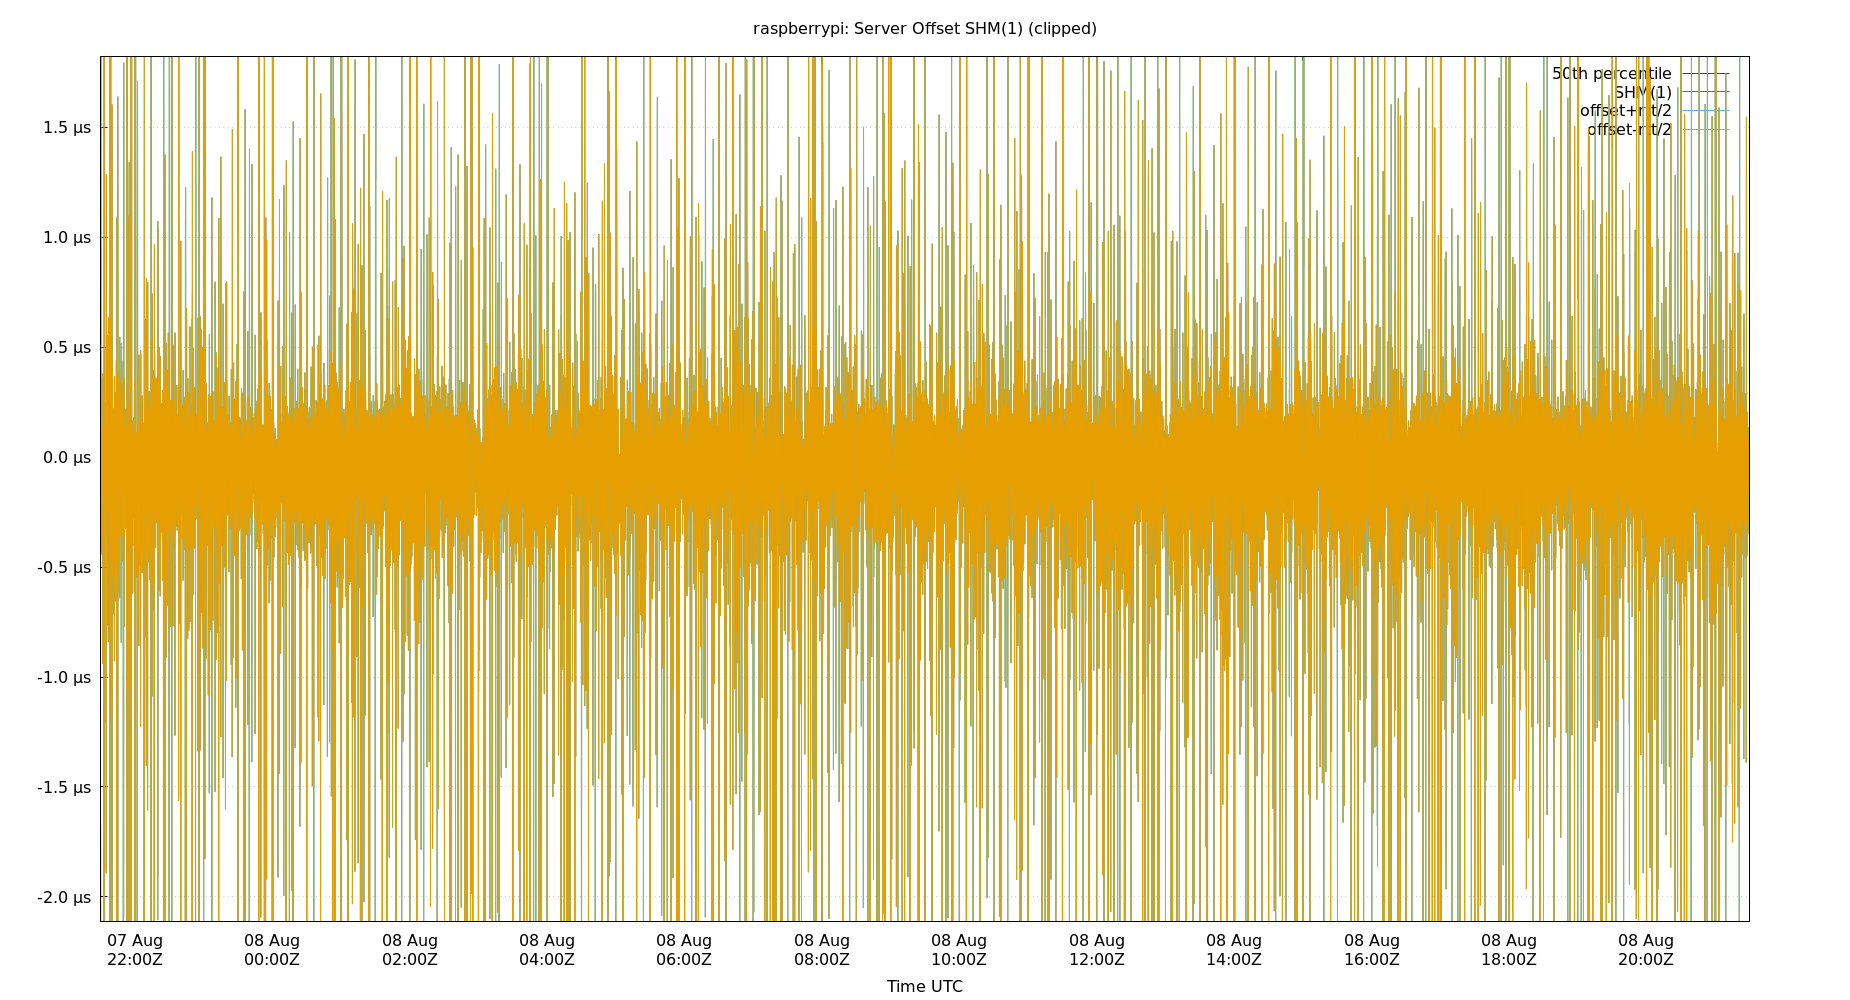 raspberrypi: Server Offset SHM(1) (clipped)
50th percentile
SHM(1)
offset+rtt/2
offset-rtt/2
1.5 µs
1.0 µs
0.5 µs
0.0 µs
-0.5 µs
-1.0 µs
-1.5 µs
-2.0 µs
07 Aug 08 Aug 08 Aug 08 Aug 08 Aug 08 Aug 08 Aug 08 Aug 08 Aug 08 Aug 08 Aug 08 Aug
22:00Z 00:00Z 02:00Z 04:00Z 06:00Z 08:00Z 10:00Z 12:00Z 14:00Z 16:00Z 18:00Z 20:00Z
Time UTC